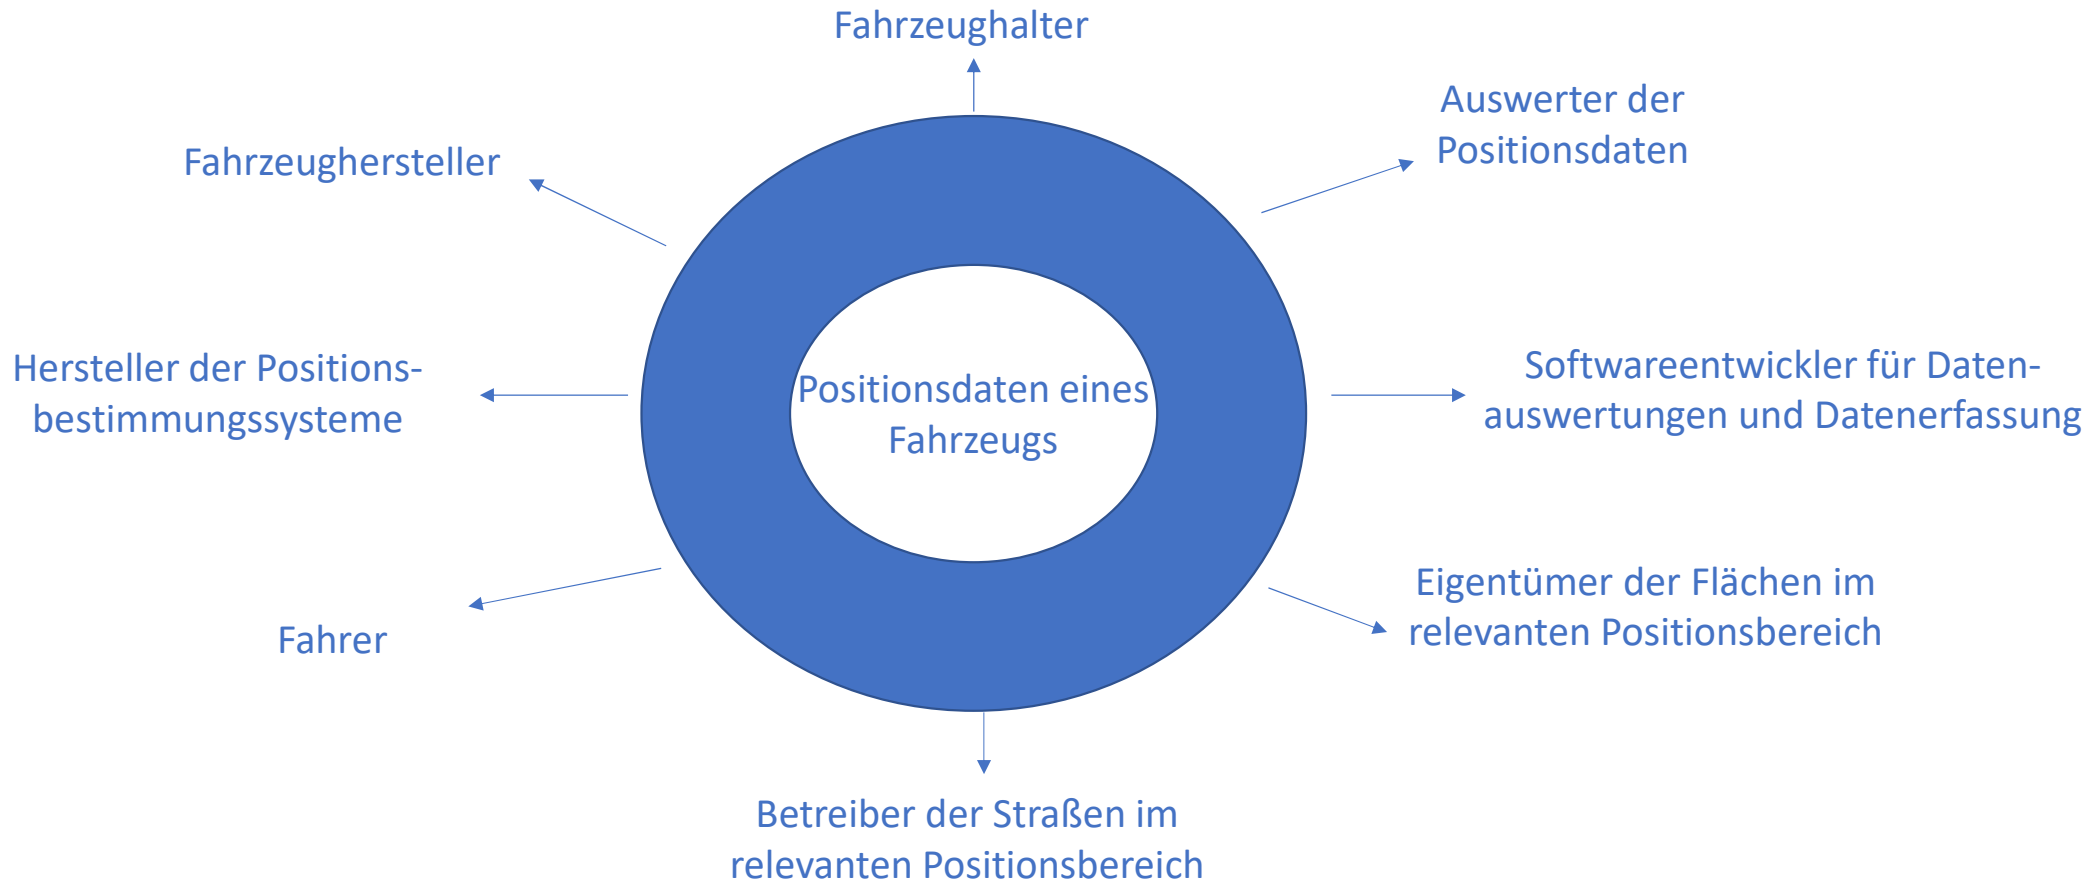 Fahrzeughalter
Auswerter der
Positionsdaten
Fahrzeughersteller
Hersteller der Positions-
bestimmungssysteme
Positionsdaten eines
Fahrzeugs
Softwareentwickler für Daten-
auswertungen und Datenerfassung
Eigentümer der Flächen im
relevanten Positionsbereich
Fahrer
Betreiber der Straßen im
relevanten Positionsbereich